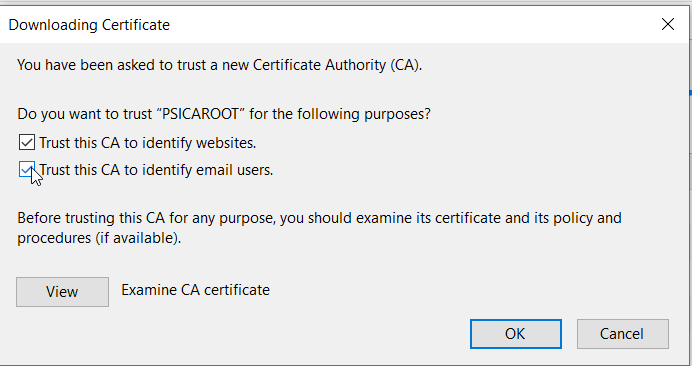 Downloading Certificate
You have been asked to trust a new Certificate Authority (CA).
Do you want to trust “PSICAROOT” for the following purposes?
Trust this CA to identify websites.
Trust this CA to identify email users.
Before trusting this CA for any purpose, you should examine its certificate and its policy and
procedures (if available).
View Examine CA certificate
OK Cancel